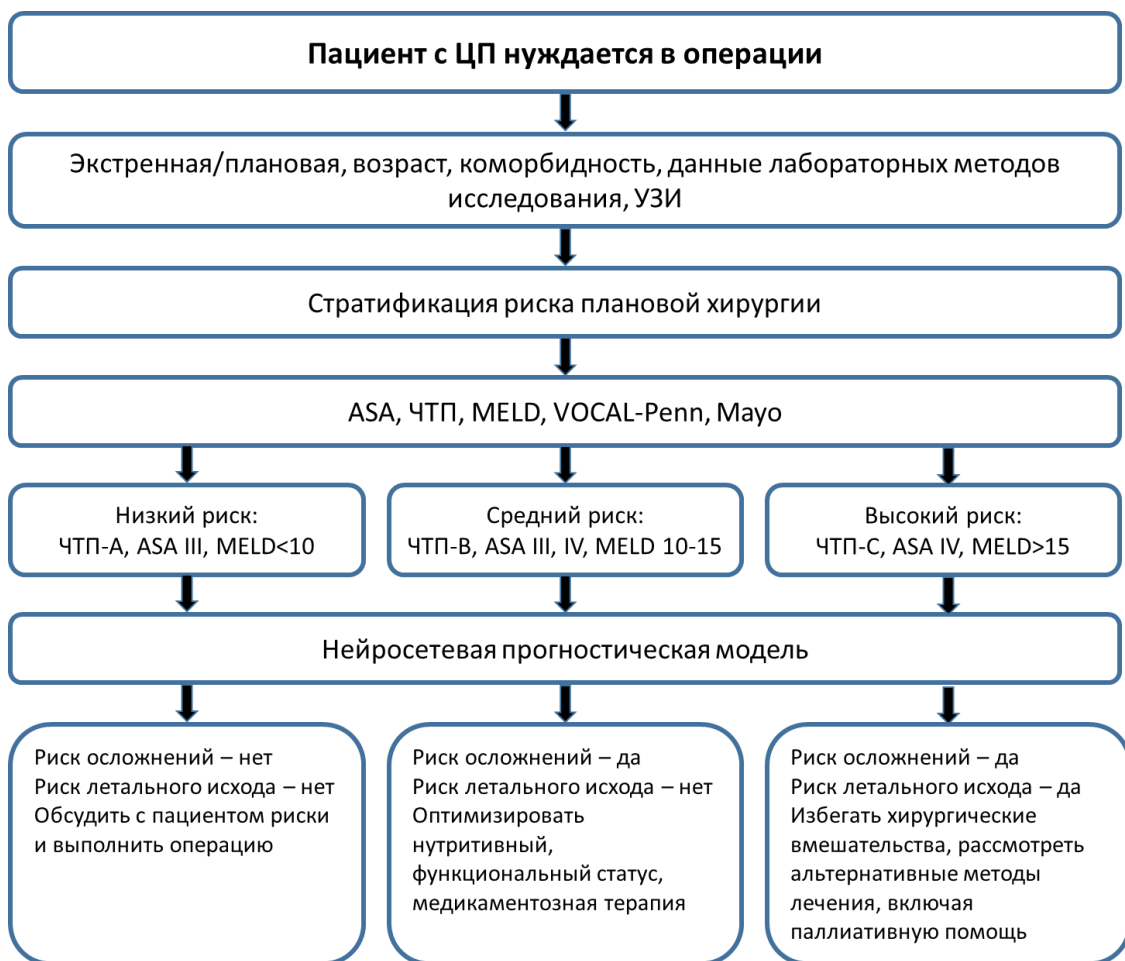 Пациент с ЦП нуждается в операции
Экстренная/плановая, возраст, коморбидность, данные лабораторных методов
исследования, УЗИ
Стратификация риска плановой хирургии
ASA, ЧТП, MELD, VOCAL-Penn, Mayo
Низкий риск:
ЧТП-А, ASA III, MELD<10
Средний риск:
ЧТП-В, ASA III, IV, MELD 10-15
Высокий риск:
ЧТП-С, ASA IV, MELD>15
Нейросетевая прогностическая модель
Риск осложнений – нет
Риск летального исхода – нет
Обсудить с пациентом риски
и выполнить операцию
Риск осложнений – да
Риск летального исхода – нет
Оптимизировать
нутритивный,
функциональный статус,
медикаментозная терапия
Риск осложнений – да
Риск летального исхода – да
Избегать хирургические
вмешательства, рассмотреть
альтернативные методы
лечения, включая
паллиативную помощь